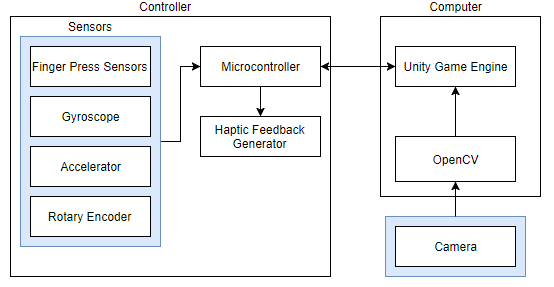 Controller
Sensors
Finger Press Sensors
Gyroscope
Accelerator
Rotary Encoder
Microcontroller
Haptic Feedback
Generator
Computer
Unity Game Engine
OpenCV
Camera